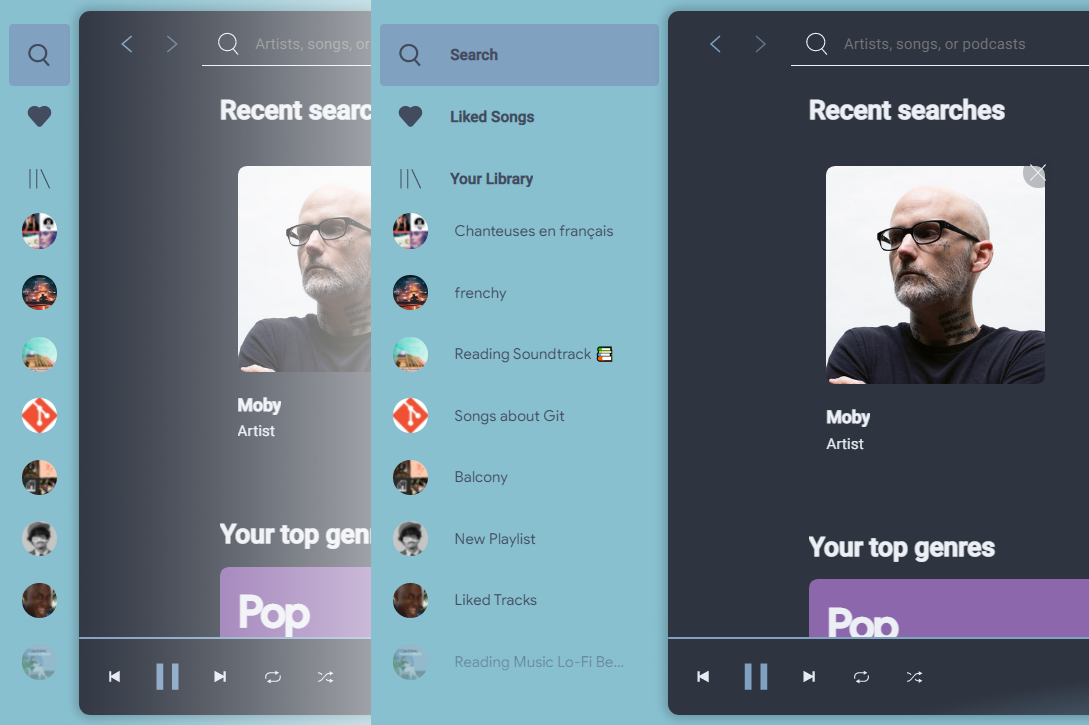 Artists, songs, or
Recent searc
Moby
Artist
Your top gen
Pop
Search
Liked Songs
Your Library
Chanteuses en français
frenchy
Reading Soundtrack 📚
Songs about Git
Balcony
New Playlist
Liked Tracks
Reading Music Lo-Fi Be...
Artists, songs, or podcasts
Recent searches
Moby
Artist
Your top genres
Pop